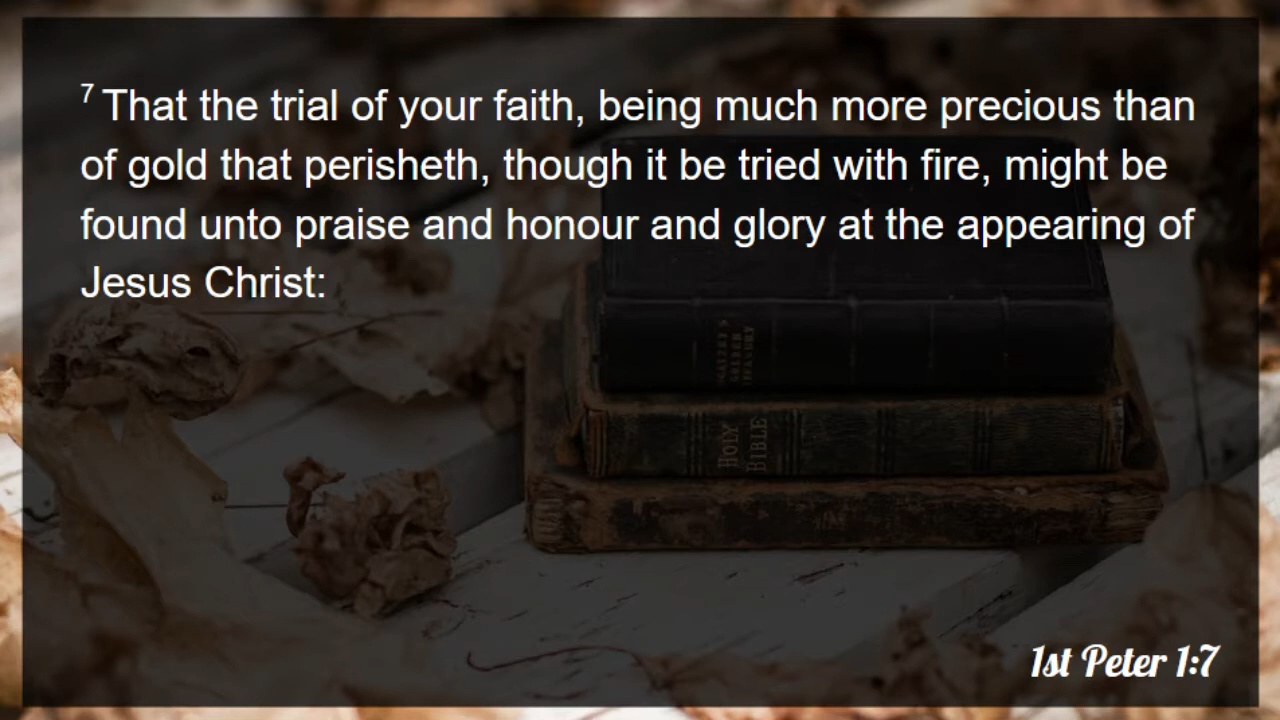 7 That the trial of your faith, being much more precious than
of gold that perisheth, though it be tried with fire, might be
found unto praise and honour and glory at the appearing of
Jesus Christ:
HOLY
BIBLE
1st Peter 1:7